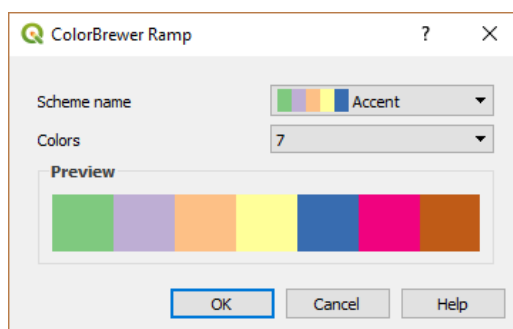 ColorBrewer Ramp ?
Scheme name Accent
Colors 7
Preview
OK Cancel Help